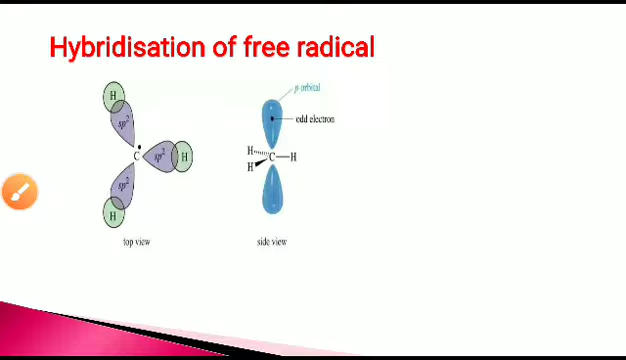 Hybridisation of free radical
H
sp²
C
sp²
H
sp²
H
top view
p orbital
odd electron
H
C
H
H
side view